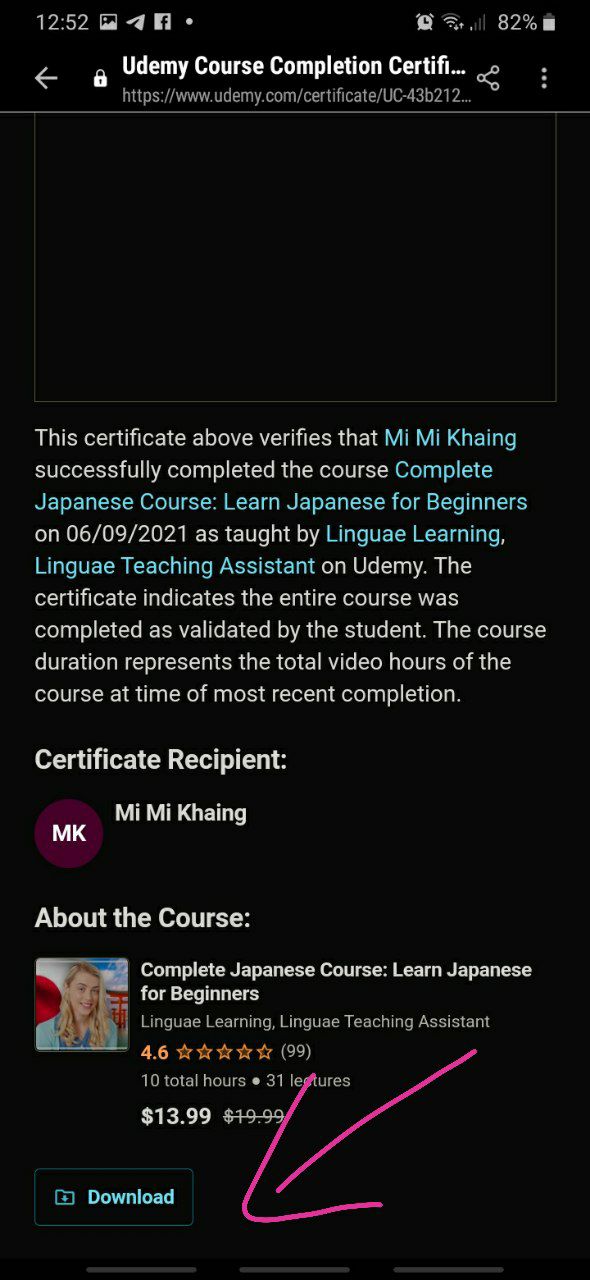 12:52
82%
Udemy Course Completion Certifi...
https://www.udemy.com/certificate/UC-43b212...
This certificate above verifies that Mi Mi Khaing
successfully completed the course Complete
Japanese Course: Learn Japanese for Beginners
on 06/09/2021 as taught by Linguae Learning,
Linguae Teaching Assistant on Udemy. The
certificate indicates the entire course was
completed as validated by the student. The course
duration represents the total video hours of the
course at time of most recent completion.
Certificate Recipient:
MK
Mi Mi Khaing
About the Course:
Complete Japanese Course: Learn Japanese
for Beginners
Linguae Learning, Linguae Teaching Assistant
4.6 (99)
10 total hours ● 31 lectures
$13.99 $19.99
Download